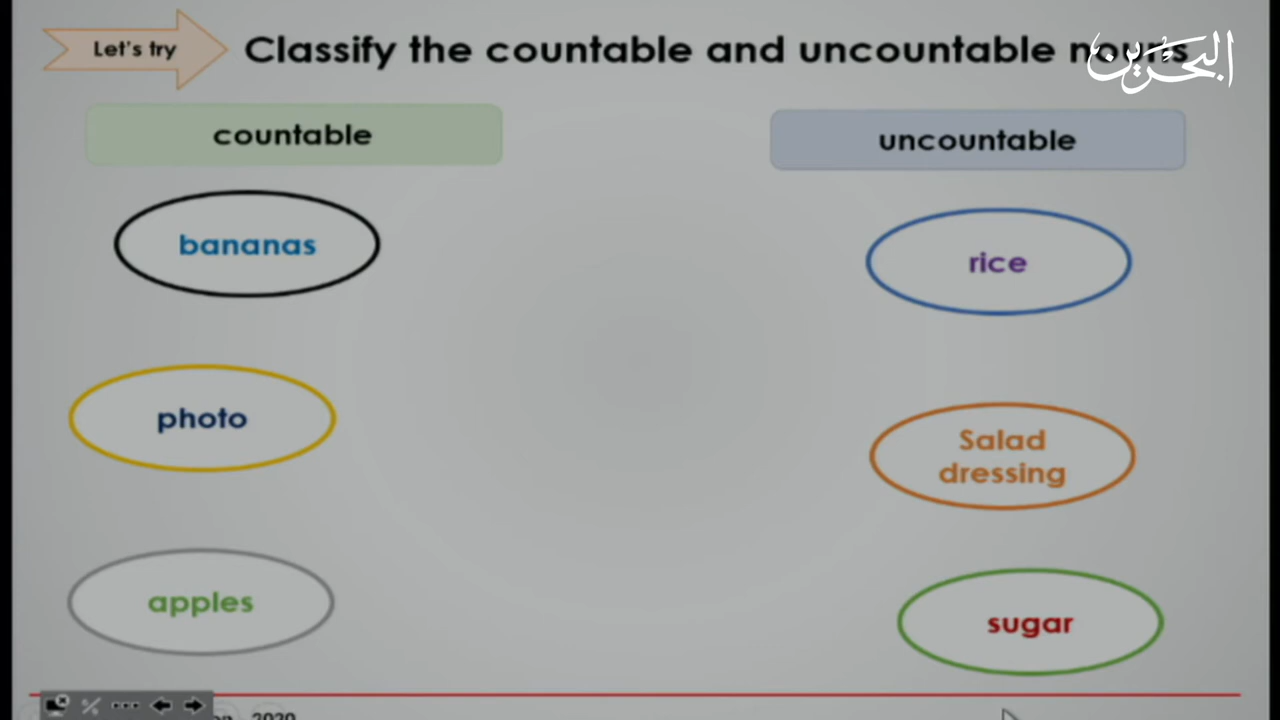 Let's try
Classify the countable and uncountable nouns
البحرين
countable
uncountable
bananas
rice
photo
Salad
dressing
apples
sugar
2020